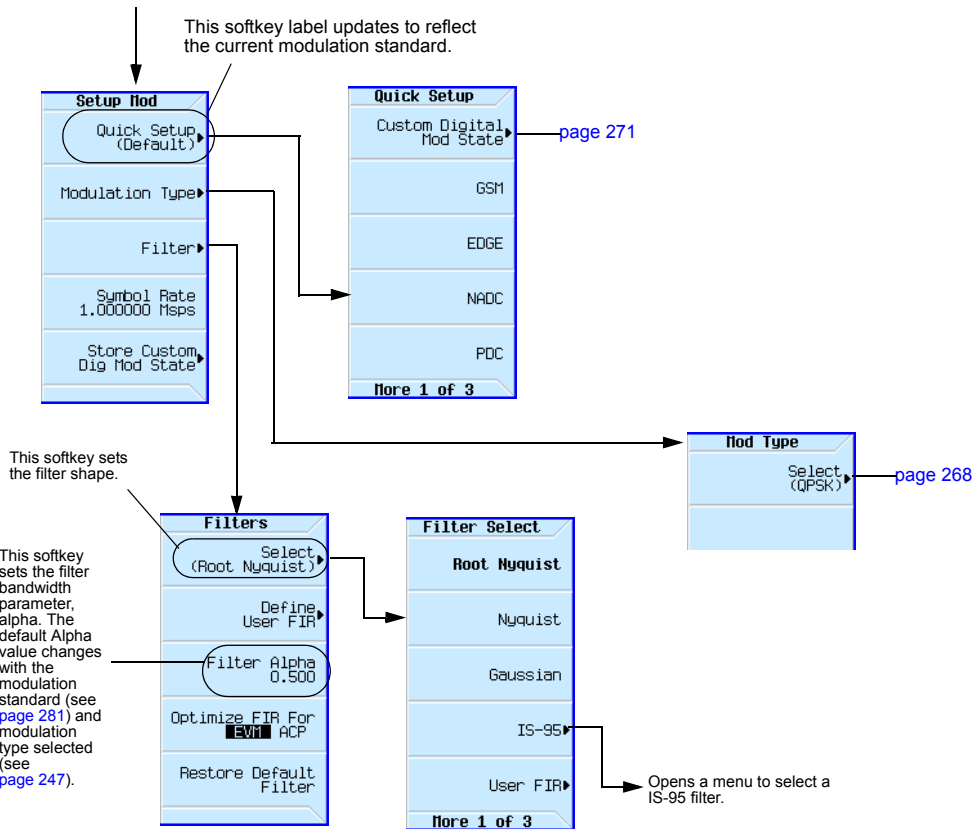 This softkey label updates to reflect
the current modulation standard.
Setup Mod
Quick Setup
(Default)
Modulation Type
Filter
Symbol Rate
1.000000 Msps
Store Custom
Dig Mod State
Quick Setup
Custom Digital
Mod State
page 271
GSM
EDGE
NADC
PDC
More 1 of 3
Mod Type
Select
(QPSK)
page 268
This softkey sets
the filter shape.
This softkey
sets the filter
bandwidth
parameter,
alpha. The
default Alpha
value changes
with the
modulation
standard (see
page 281) and
modulation
type selected
(see
page 247).
Filters
Select
(Root Nyquist)
Define
User FIR
Filter Alpha
0.500
Optimize FIR For
EVM ACP
Restore Default
Filter
Filter Select
Root Nyquist
Nyquist
Gaussian
IS-95
User FIR
More 1 of 3
Opens a menu to select a
IS-95 filter.